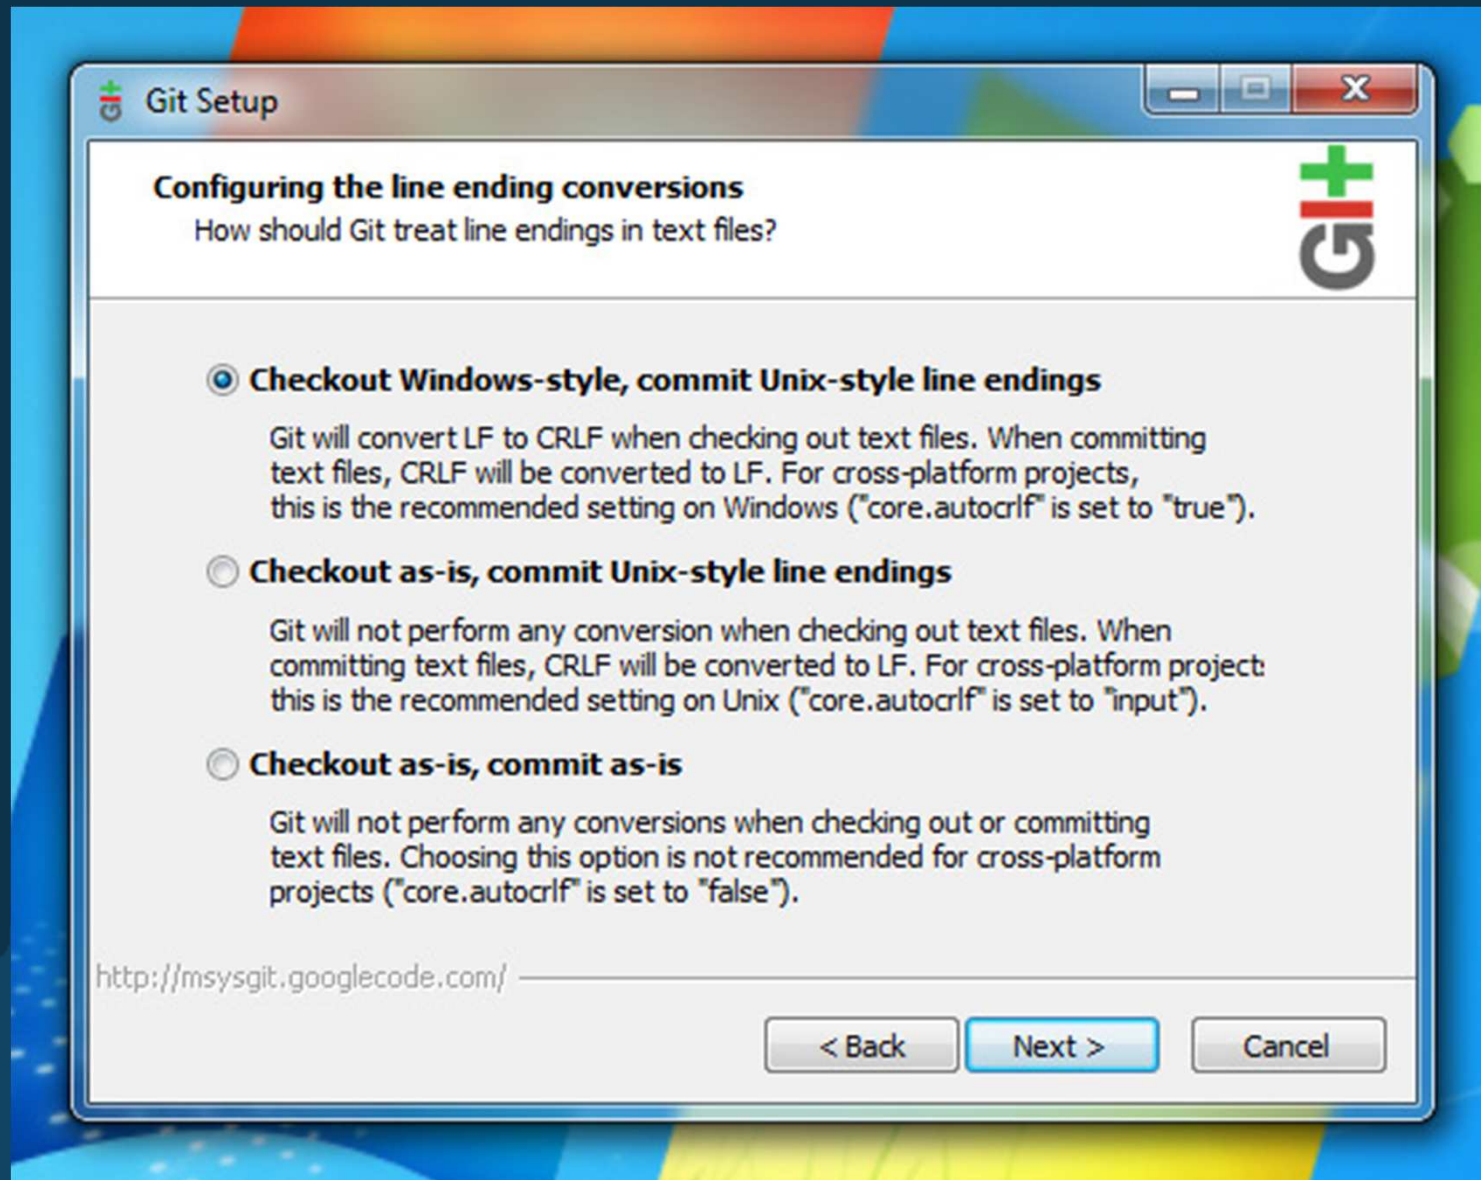 Git Setup
Configuring the line ending conversions
How should Git treat line endings in text files?
GIt
Checkout Windows-style, commit Unix-style line endings
Git will convert LF to CRLF when checking out text files. When committing
text files, CRLF will be converted to LF. For cross-platform projects,
this is the recommended setting on Windows ("core.autocrlf" is set to "true").
Checkout as-is, commit Unix-style line endings
Git will not perform any conversion when checking out text files. When
committing text files, CRLF will be converted to LF. For cross-platform projects
this is the recommended setting on Unix ("core.autocrlf" is set to "input").
Checkout as-is, commit as-is
Git will not perform any conversions when checking out or committing
text files. Choosing this option is not recommended for cross-platform
projects ("core.autocrlf" is set to "false").
http://msysgit.googlecode.com/
< Back Next > Cancel